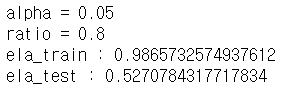 alpha = 0.05
ratio = 0.8
ela_train : 0.9865732574937612
ela_test : 0.5270784317717834